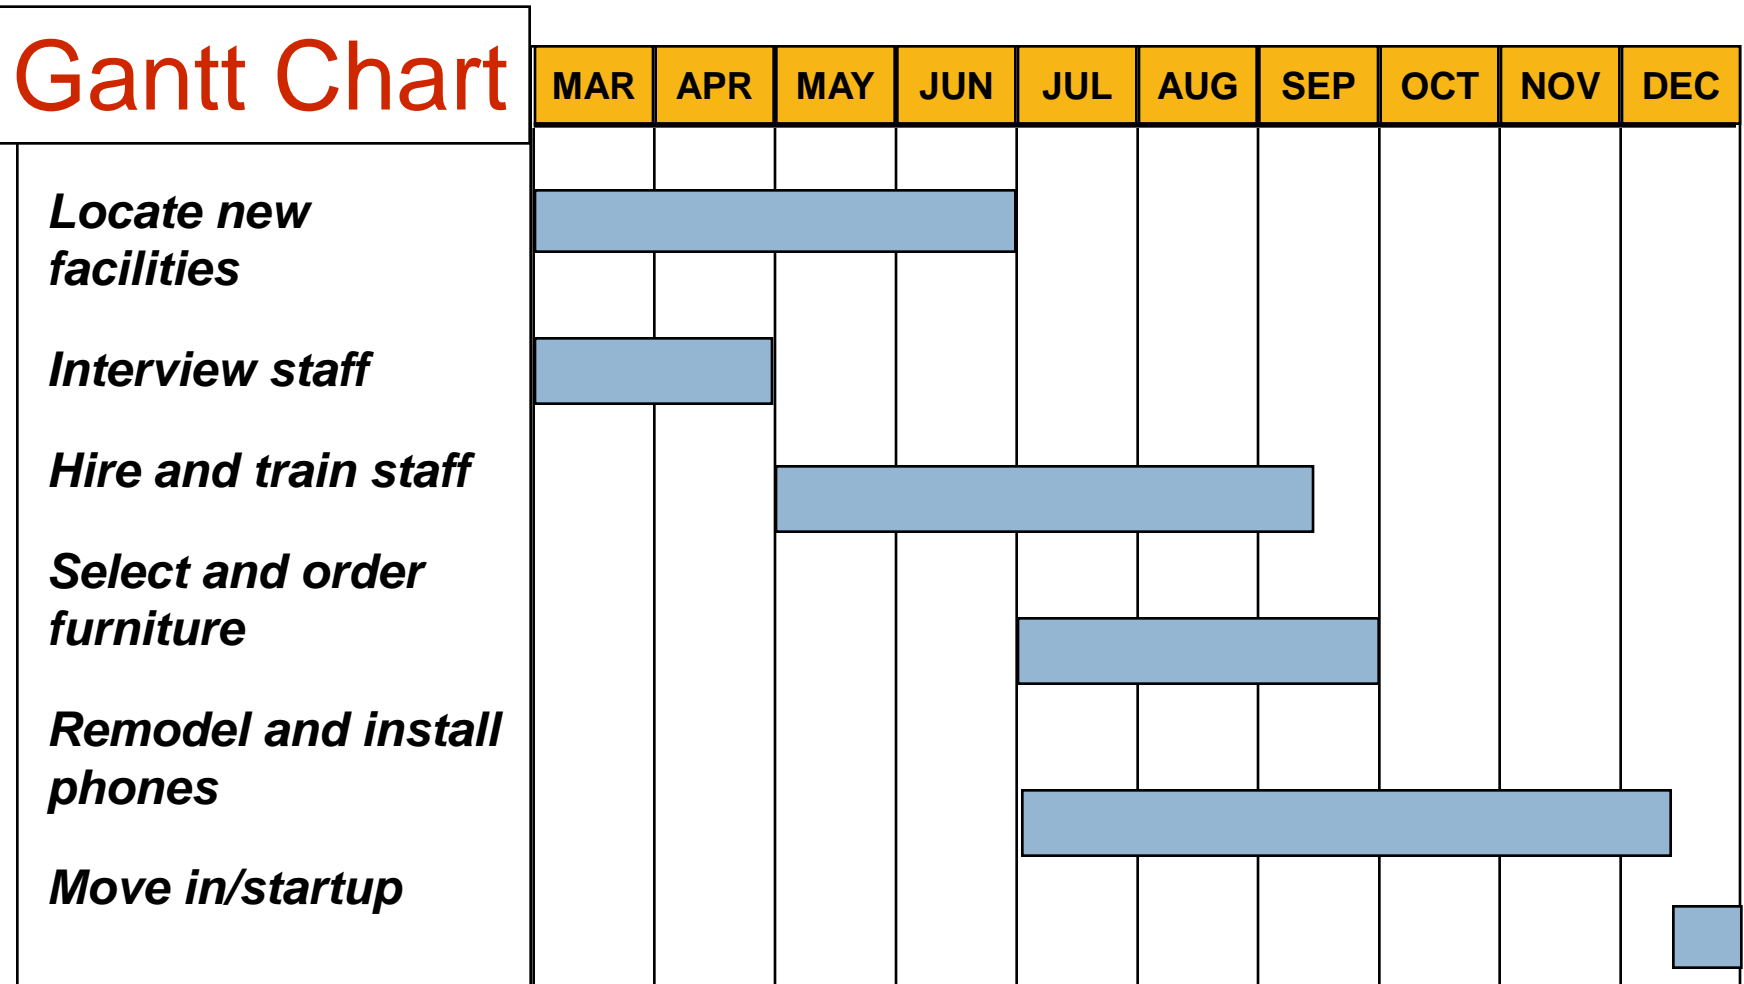 Gantt Chart
MAR APR MAY JUN JUL AUG SEP OCT NOV DEC
Locate new
facilities
Interview staff
Hire and train staff
Select and order
furniture
Remodel and install
phones
Move in/startup